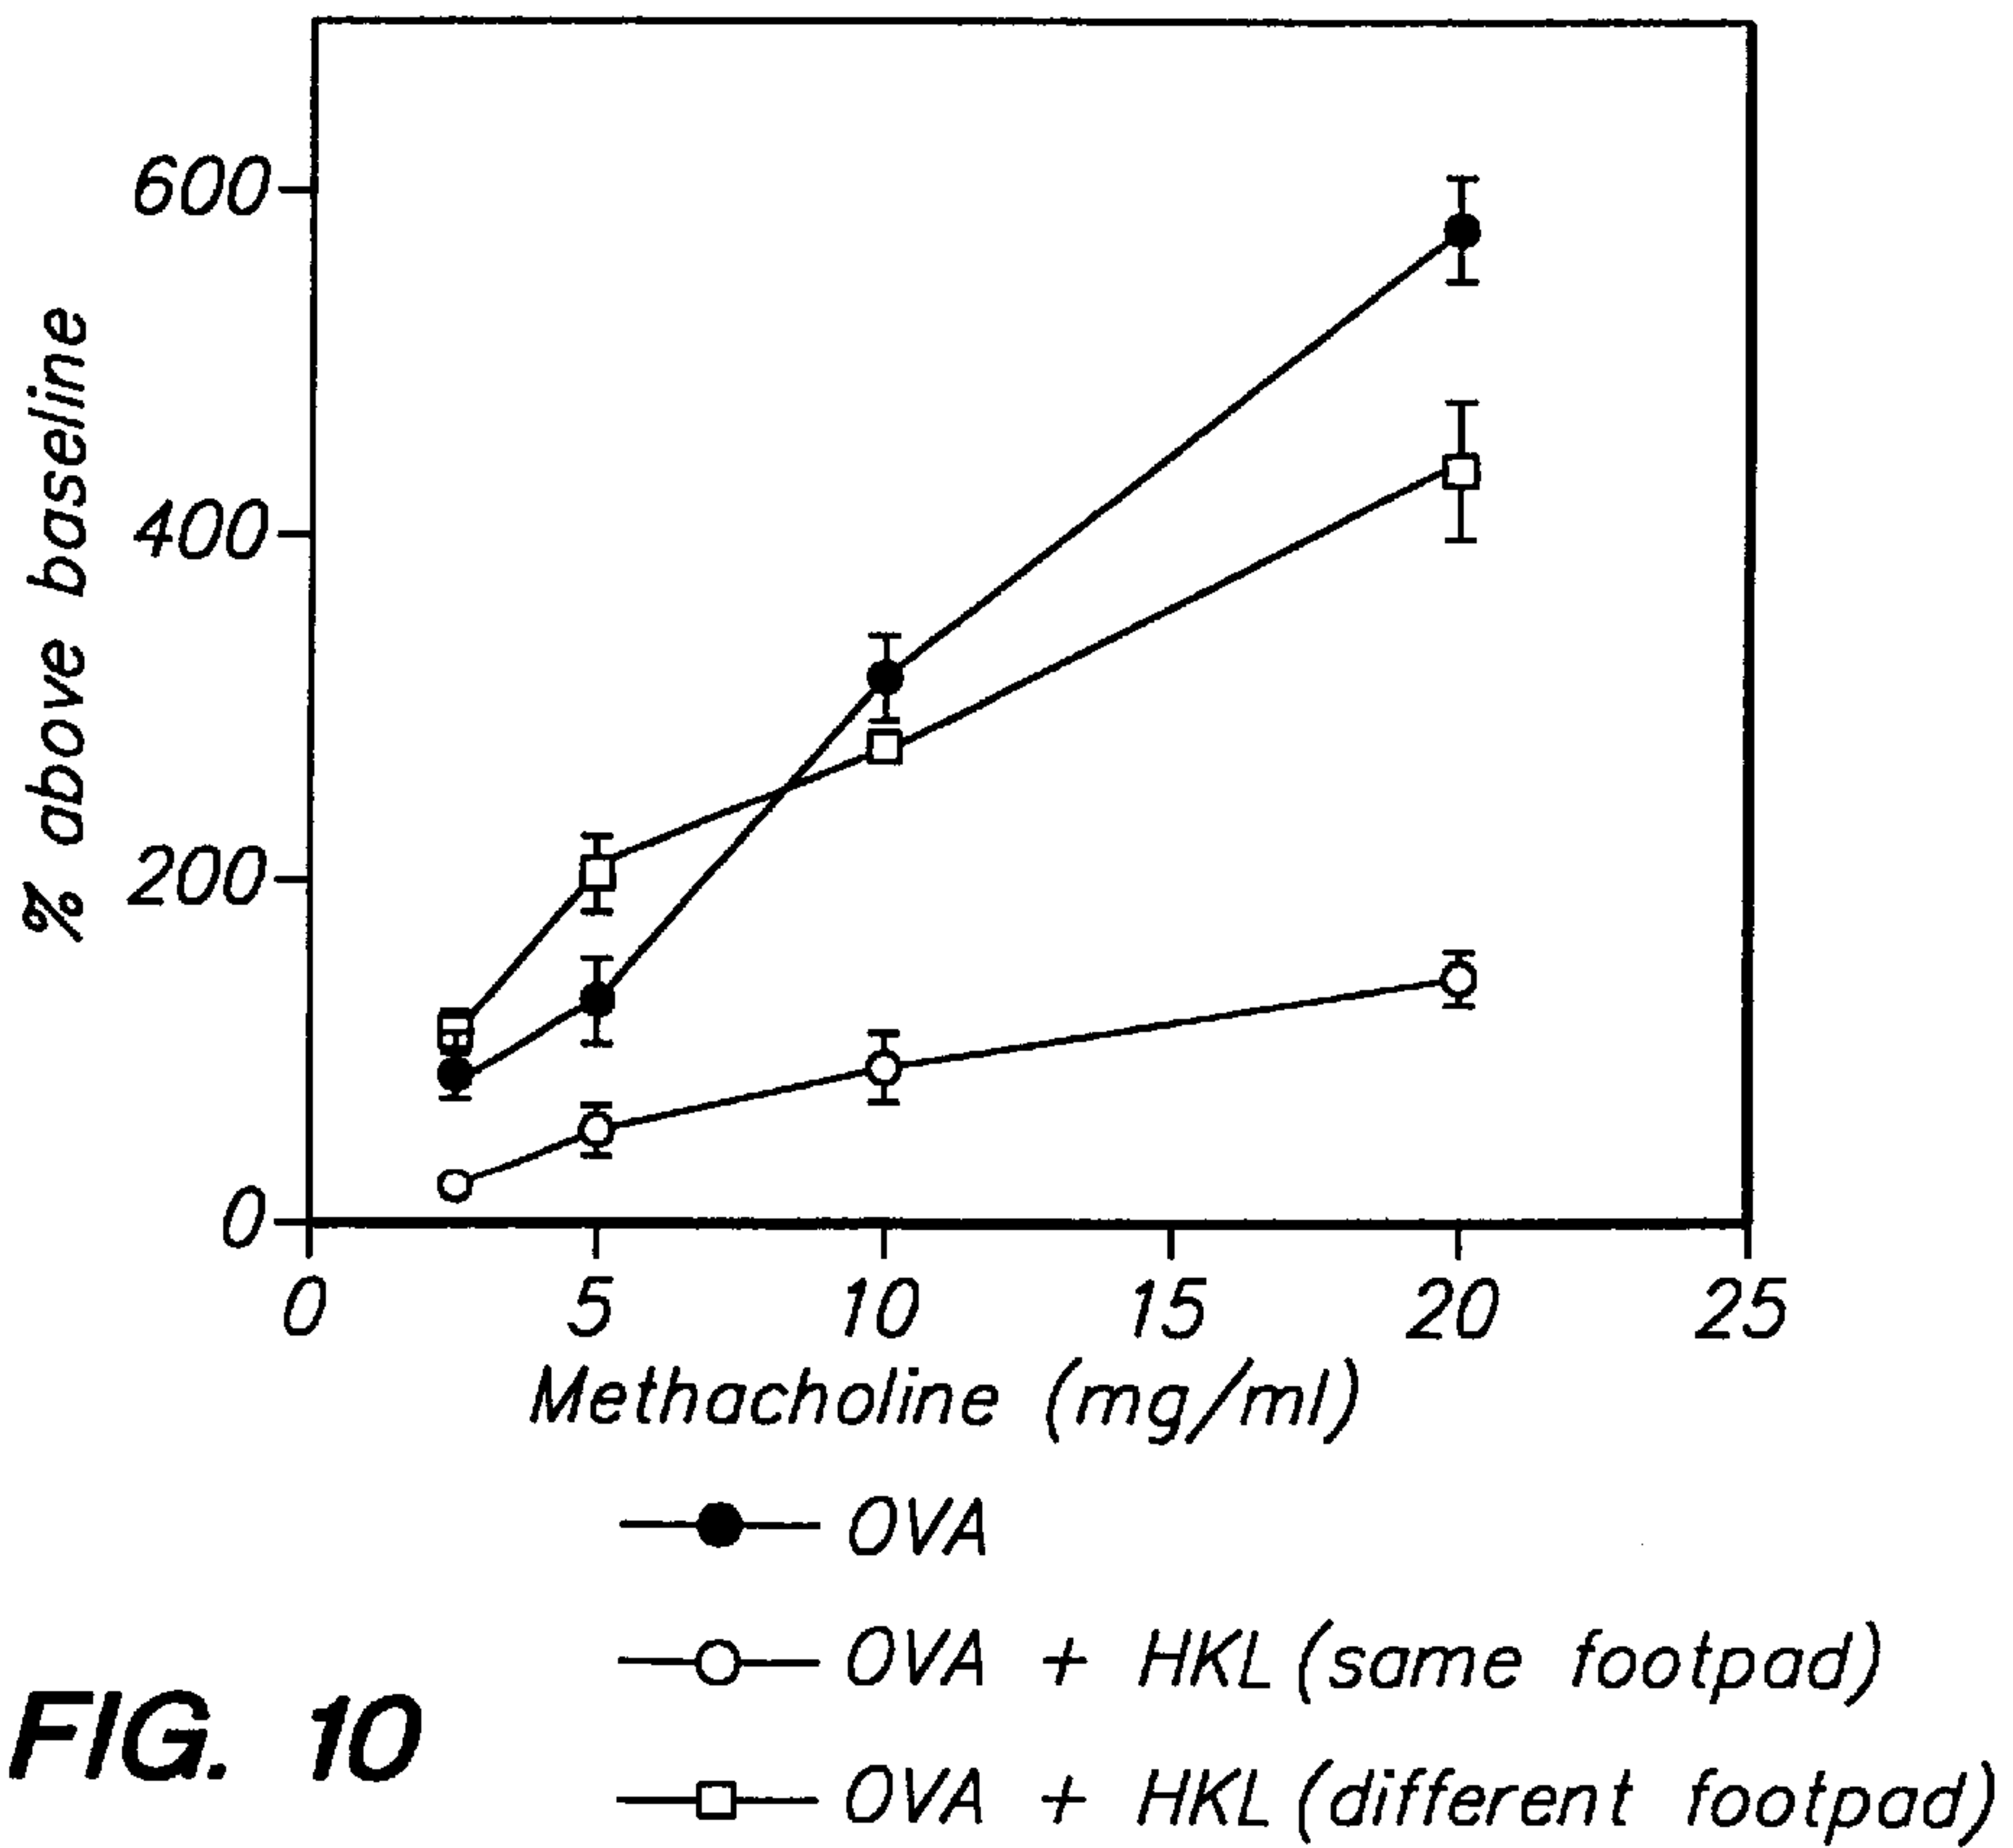 % above baseline
600
400
200
0
0 5 10 15 20 25
Methacholine (mg/ml)
OVA
OVA + HKL (same footpad)
OVA + HKL (different footpad)
FIG. 10